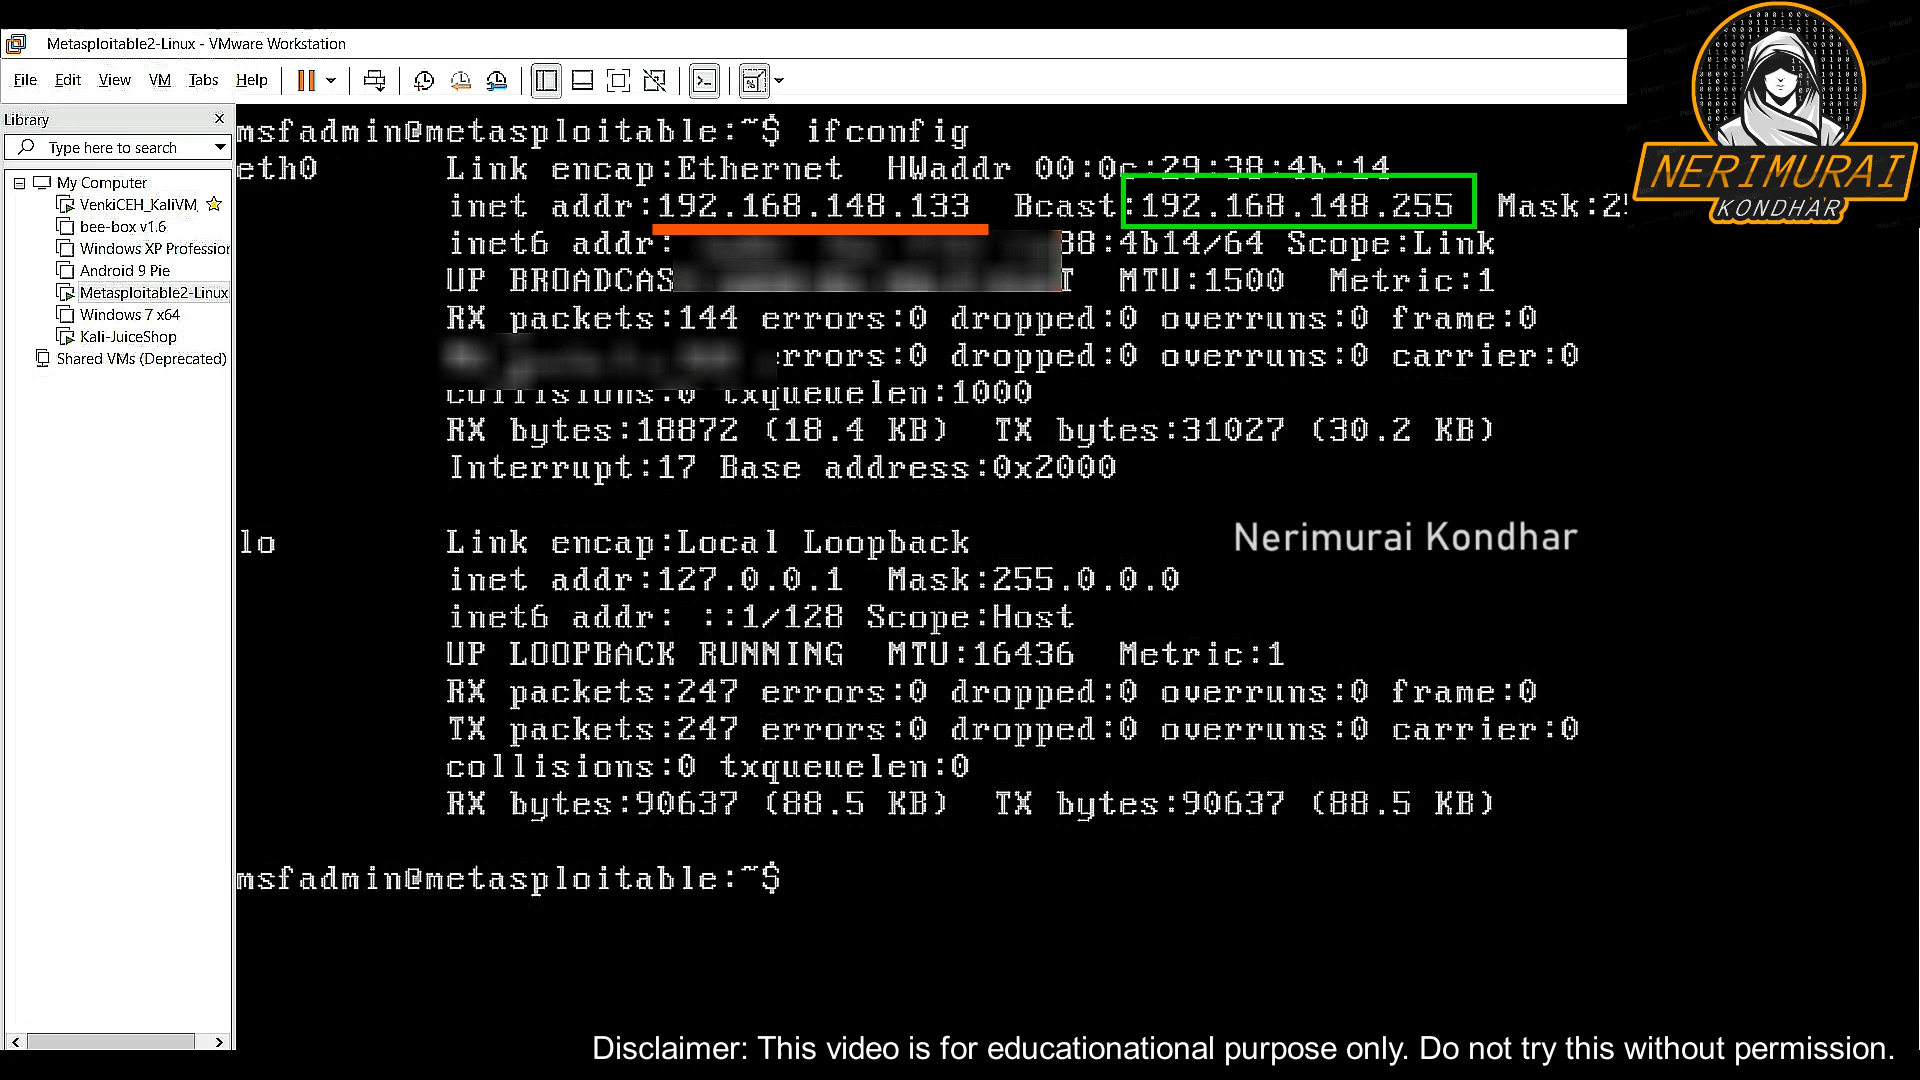 Metasploitable2-Linux - VMware Workstation
File Edit View VM Tabs Help
Library
Type here to search
My Computer
VenkiCEH_KaliVM,
bee-box v1.6
Windows XP Profession
Android 9 Pie
Metasploitable2-Linux
Windows 7 x64
Kali-JuiceShop
Shared VMs (Deprecated)
msfadmin@metasploitable:~$ ifconfig
eth0 Link encap:Ethernet HWaddr 00:0c:29:38:4b:14
inet addr:192.168.148.133 Bcast:192.168.148.255 Mask:2
inet6 addr: 38:4b14/64 Scope:Link
UP BROADCAS T MTU:1500 Metric:1
RX packets:144 errors:0 dropped:0 overruns:0 frame:0
errors:0 dropped:0 overruns:0 carrier:0
collisions:0 txqueuelen:1000
RX bytes:18872 (18.4 KB) TX bytes:31027 (30.2 KB)
Interrupt:17 Base address:0x2000
lo Link encap:Local Loopback
inet addr:127.0.0.1 Mask:255.0.0.0
inet6 addr: ::1/128 Scope:Host
UP LOOPBACK RUNNING MTU:16436 Metric:1
RX packets:247 errors:0 dropped:0 overruns:0 frame:0
TX packets:247 errors:0 dropped:0 overruns:0 carrier:0
collisions:0 txqueuelen:0
RX bytes:90637 (88.5 KB) TX bytes:90637 (88.5 KB)
msfadmin@metasploitable:~$
NERIMURAI
KONDHAR
Nerimurai Kondhar
Disclaimer: This video is for educationational purpose only. Do not try this without permission.